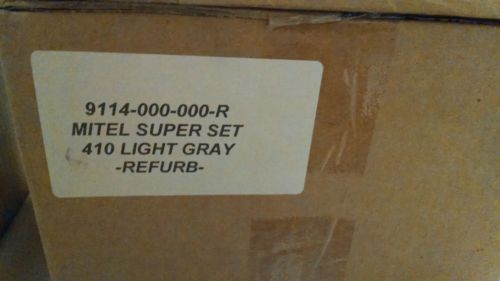 9114-000-000-R
MITEL SUPER SET
410 LIGHT GRAY
-REFURB-